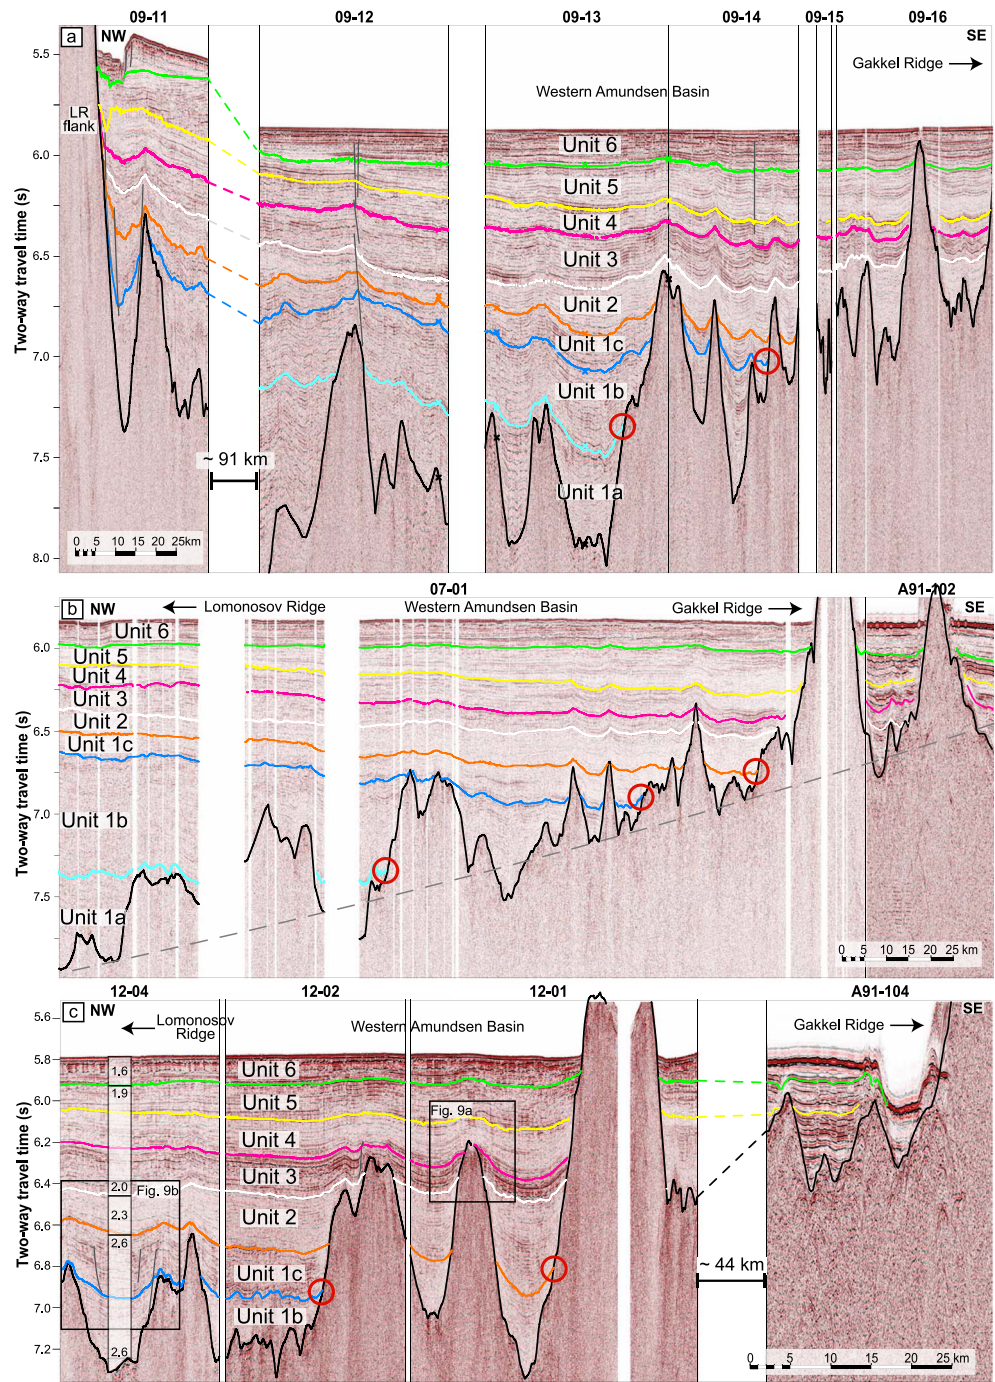 09-11 09-12 09-13 09-14 09-15 09-16
a NW SE
Gakkel Ridge
Western Amundsen Basin
LR
flank
Two-way travel time (s)
5.5
6.0
6.5
7.0
7.5
8.0
Unit 6
Unit 5
Unit 4
Unit 3
Unit 2
Unit 1c
Unit 1b
Unit 1a
~ 91 km
0 5 10 15 20 25km
0 5 10 15 20 25km
07-01 A91-102
b NW Lomonosov Ridge Western Amundsen Basin Gakkel Ridge SE
Two-way travel time (s)
6.0
6.5
7.0
7.5
Unit 6
Unit 5
Unit 4
Unit 3
Unit 2
Unit 1c
Unit 1b
Unit 1a
0 5 10 15 20 25 km
12-04 12-02 12-01 A91-104
c NW SE
Lomonosov
Ridge
Western Amundsen Basin
Gakkel Ridge
Two-way travel time (s)
5.6
5.8
6.0
6.2
6.4
6.6
6.8
7.0
7.2
1.6
1.9
2.0
2.3
2.6
2.6
Fig. 9b
Fig. 9a
Unit 6
Unit 5
Unit 4
Unit 3
Unit 2
Unit 1c
Unit 1b
~ 44 km
0 5 10 15 20 25 km